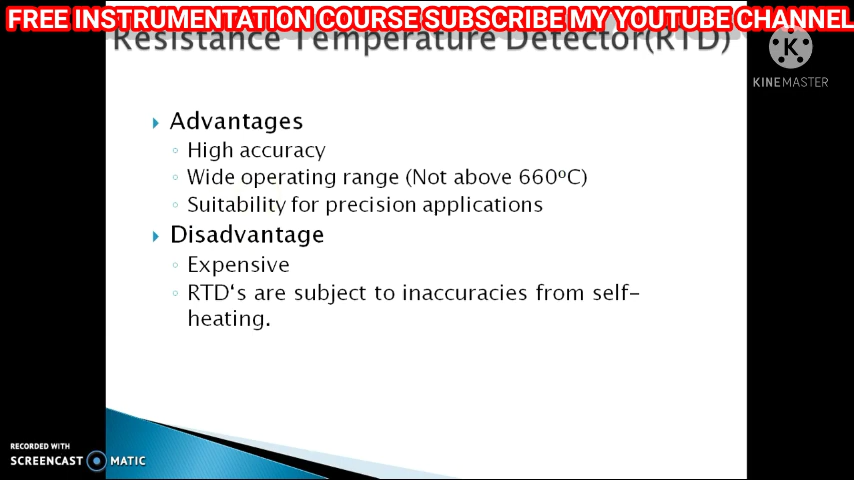 FREE INSTRUMENTATION COURSE SUBSCRIBE MY YOUTUBE CHANNEL
Resistance Temperature Detector(RTD)
K
KINEMASTER
Advantages
High accuracy
Wide operating range (Not above 660ºC)
Suitability for precision applications
Disadvantage
Expensive
RTD‘s are subject to inaccuracies from self-
heating.
RECORDED WITH
SCREENCAST MATIC